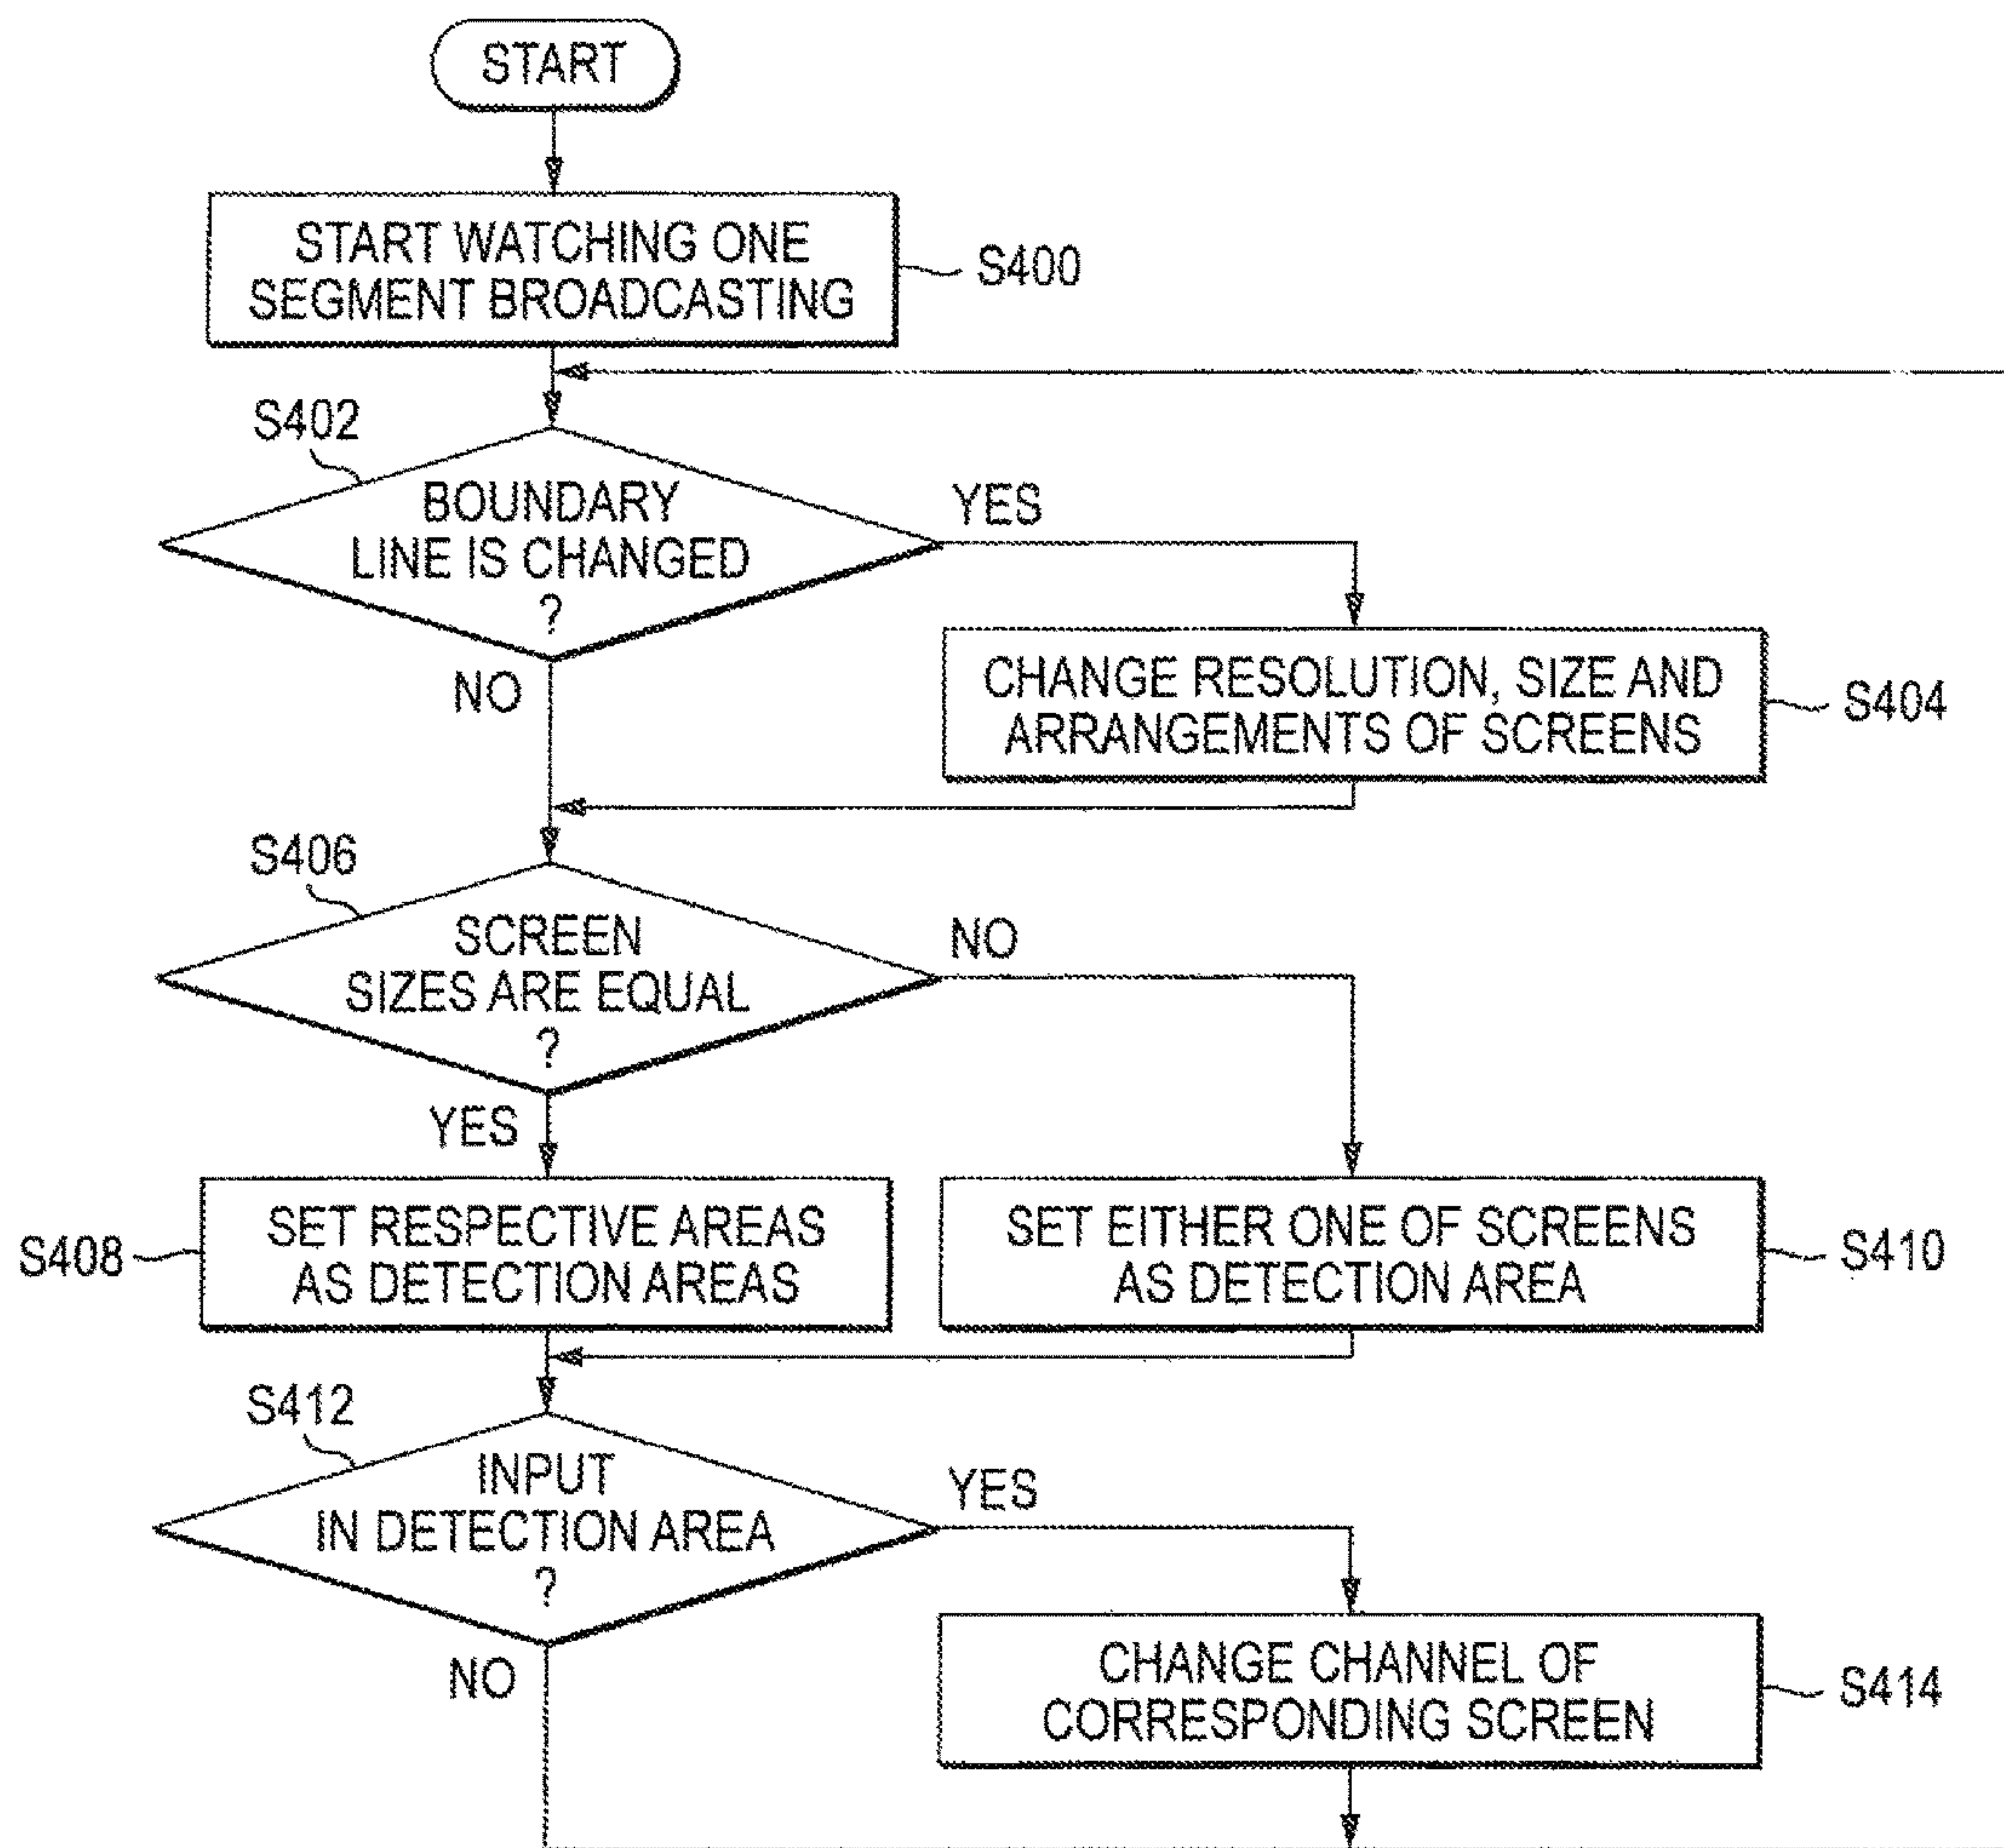 START
START WATCHING ONE
SEGMENT BROADCASTING
S400
S402
BOUNDARY
LINE IS CHANGED
?
YES
NO
CHANGE RESOLUTION, SIZE AND
ARRANGEMENTS OF SCREENS
S404
S406
SCREEN
SIZES ARE EQUAL
?
NO
YES
S408
SET RESPECTIVE AREAS
AS DETECTION AREAS
SET EITHER ONE OF SCREENS
AS DETECTION AREA
S410
S412
INPUT
IN DETECTION AREA
?
YES
NO
CHANGE CHANNEL OF
CORRESPONDING SCREEN
S414